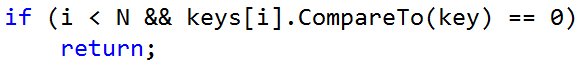 if (i < N && keys[i].CompareTo(key) == 0)
    return;